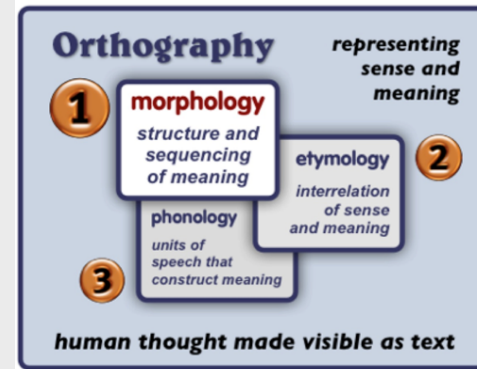 Orthography
representing
sense and
meaning
1
morphology
structure and
sequencing
of meaning
2
etymology
interrelation
of sense
and meaning
3
phonology
units of
speech that
construct meaning
human thought made visible as text